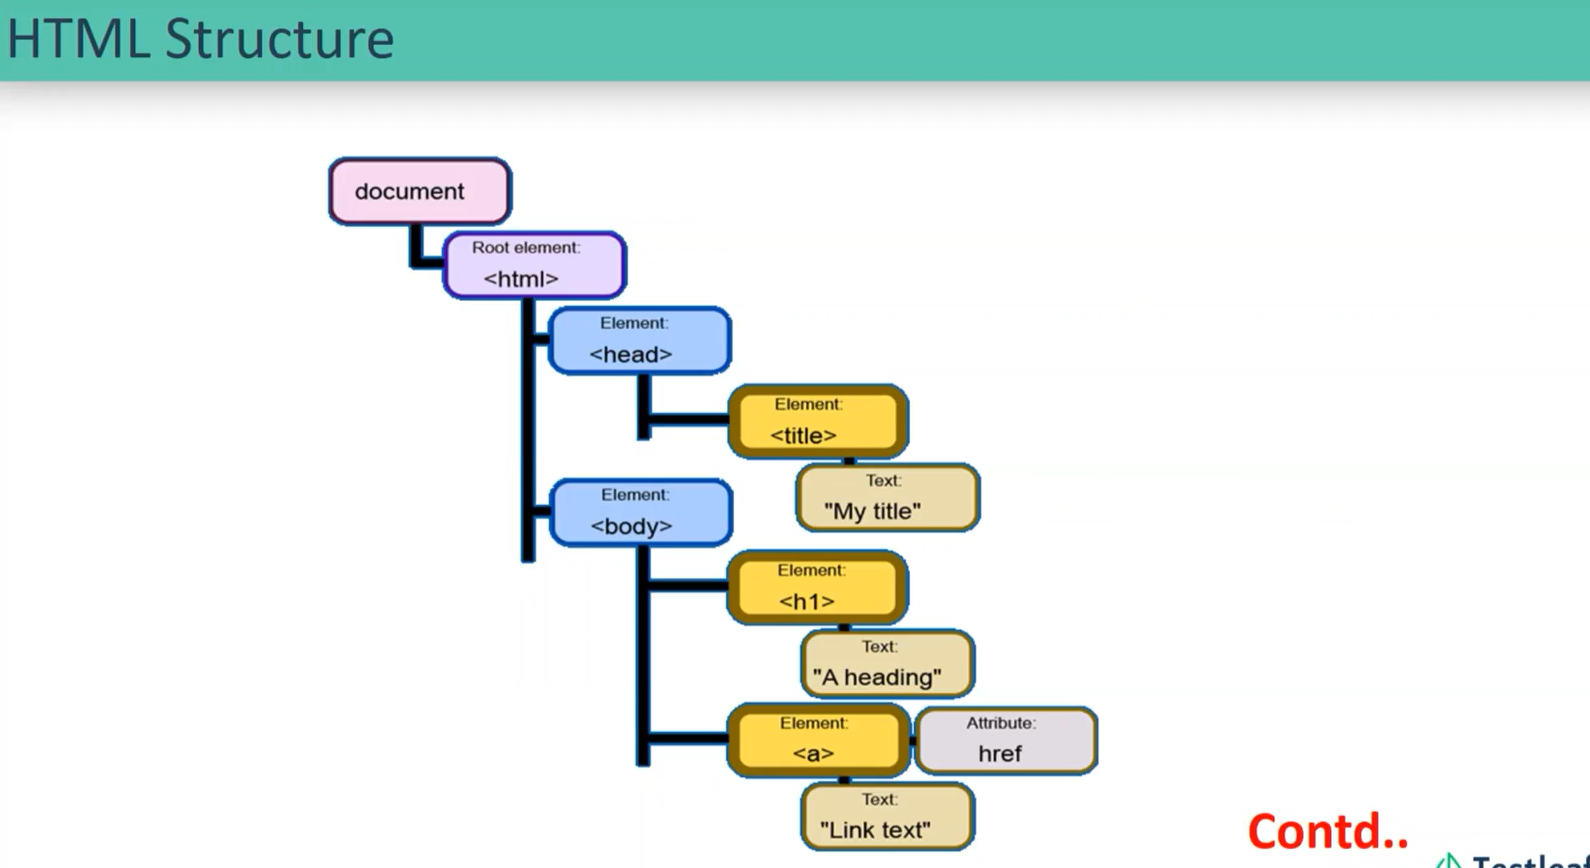 HTML Structure
document
Root element:
<html>
Element:
<head>
Element:
<title>
Text:
"My title"
Element:
<body>
Element:
<h1>
Text:
"A heading"
Element:
<a>
Attribute:
href
Text:
"Link text"
Contd..